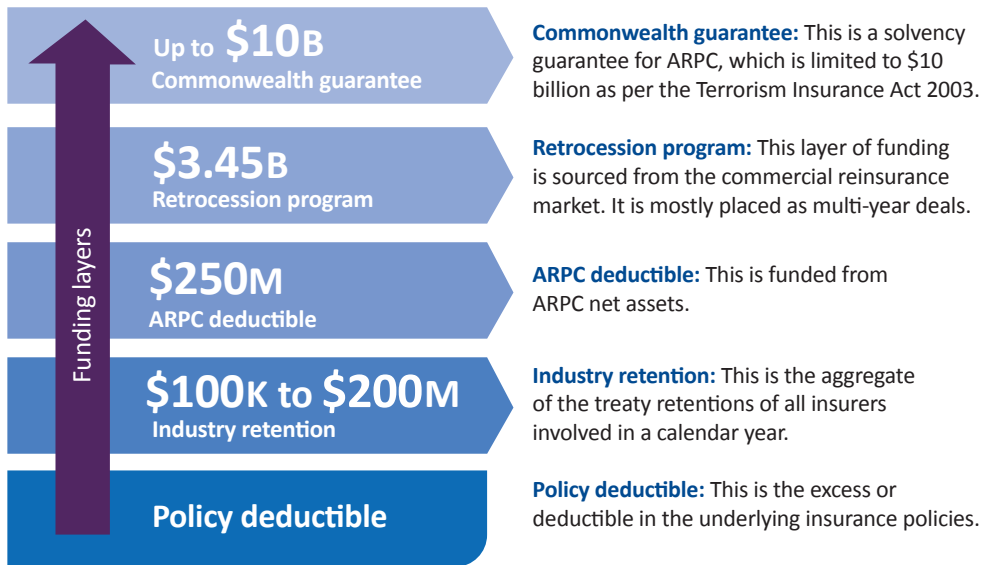 Up to $10B
Commonwealth guarantee
Commonwealth guarantee: This is a solvency
guarantee for ARPC, which is limited to $10
billion as per the Terrorism Insurance Act 2003.
$3.45B
Retrocession program
Retrocession program: This layer of funding
is sourced from the commercial reinsurance
market. It is mostly placed as multi-year deals.
$250M
ARPC deductible
ARPC deductible: This is funded from
ARPC net assets.
$100K to $200M
Industry retention
Industry retention: This is the aggregate
of the treaty retentions of all insurers
involved in a calendar year.
Policy deductible
Policy deductible: This is the excess or
deductible in the underlying insurance policies.
Funding layers